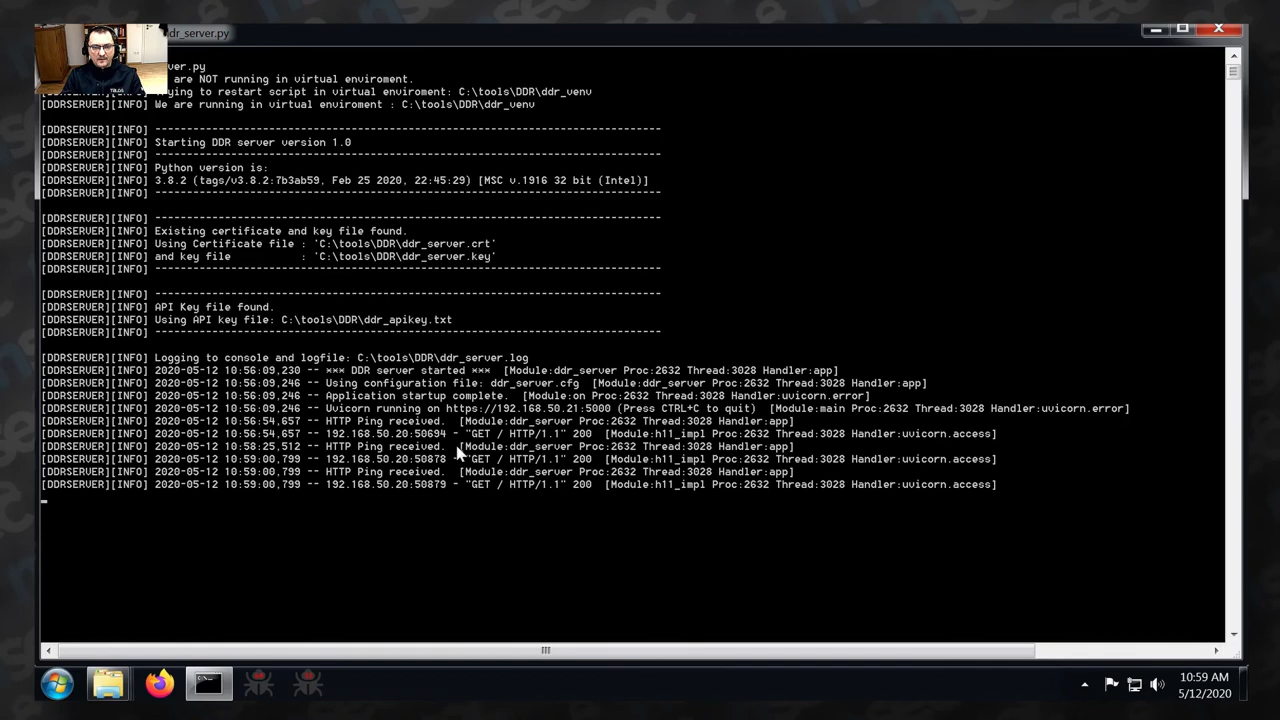 ddr_server.py
ver.py
are NOT running in virtual enviroment.
Trying to restart script in virtual enviroment: C:\tools\DDR\ddr_venv
[DDRSERVER][INFO] We are running in virtual enviroment : C:\tools\DDR\ddr_venv
[DDRSERVER][INFO] --------------------------------------------------------------------------------
[DDRSERVER][INFO] Starting DDR server version 1.0
[DDRSERVER][INFO] --------------------------------------------------------------------------------
[DDRSERVER][INFO] Python version is:
[DDRSERVER][INFO] 3.8.2 (tags/v3.8.2:7b3ab59, Feb 25 2020, 22:45:29) [MSC v.1916 32 bit (Intel)]
[DDRSERVER][INFO] --------------------------------------------------------------------------------
[DDRSERVER][INFO] --------------------------------------------------------------------------------
[DDRSERVER][INFO] Existing certificate and key file found.
[DDRSERVER][INFO] Using Certificate file : 'C:\tools\DDR\ddr_server.crt'
[DDRSERVER][INFO] and key file           : 'C:\tools\DDR\ddr_server.key'
[DDRSERVER][INFO] --------------------------------------------------------------------------------
[DDRSERVER][INFO] --------------------------------------------------------------------------------
[DDRSERVER][INFO] API Key file found.
[DDRSERVER][INFO] Using API key file: C:\tools\DDR\ddr_apikey.txt
[DDRSERVER][INFO] --------------------------------------------------------------------------------
[DDRSERVER][INFO] Logging to console and logfile: C:\tools\DDR\ddr_server.log
[DDRSERVER][INFO] 2020-05-12 10:56:09,230 -- *** DDR server started ***  [Module:ddr_server Proc:2632 Thread:3028 Handler:app]
[DDRSERVER][INFO] 2020-05-12 10:56:09,246 -- Using configuration file: ddr_server.cfg  [Module:ddr_server Proc:2632 Thread:3028 Handler:app]
[DDRSERVER][INFO] 2020-05-12 10:56:09,246 -- Application startup complete.  [Module:on Proc:2632 Thread:3028 Handler:uvicorn.error]
[DDRSERVER][INFO] 2020-05-12 10:56:09,246 -- Uvicorn running on https://192.168.50.21:5000 (Press CTRL+C to quit)  [Module:main Proc:2632 Thread:3028 Handler:uvicorn.error]
[DDRSERVER][INFO] 2020-05-12 10:56:54,657 -- HTTP Ping received.  [Module:ddr_server Proc:2632 Thread:3028 Handler:app]
[DDRSERVER][INFO] 2020-05-12 10:56:54,657 -- 192.168.50.20:50804 - "GET / HTTP/1.1" 200  [Module:h11_impl Proc:2632 Thread:3028 Handler:uvicorn.access]
[DDRSERVER][INFO] 2020-05-12 10:58:25,512 -- HTTP Ping received.  [Module:ddr_server Proc:2632 Thread:3028 Handler:app]
[DDRSERVER][INFO] 2020-05-12 10:58:25,512 -- 192.168.50.20:50878 - "GET / HTTP/1.1" 200  [Module:h11_impl Proc:2632 Thread:3028 Handler:uvicorn.access]
[DDRSERVER][INFO] 2020-05-12 10:59:00,799 -- HTTP Ping received.  [Module:ddr_server Proc:2632 Thread:3028 Handler:app]
[DDRSERVER][INFO] 2020-05-12 10:59:00,799 -- 192.168.50.20:50879 - "GET / HTTP/1.1" 200  [Module:h11_impl Proc:2632 Thread:3028 Handler:uvicorn.access]
10:59 AM
5/12/2020